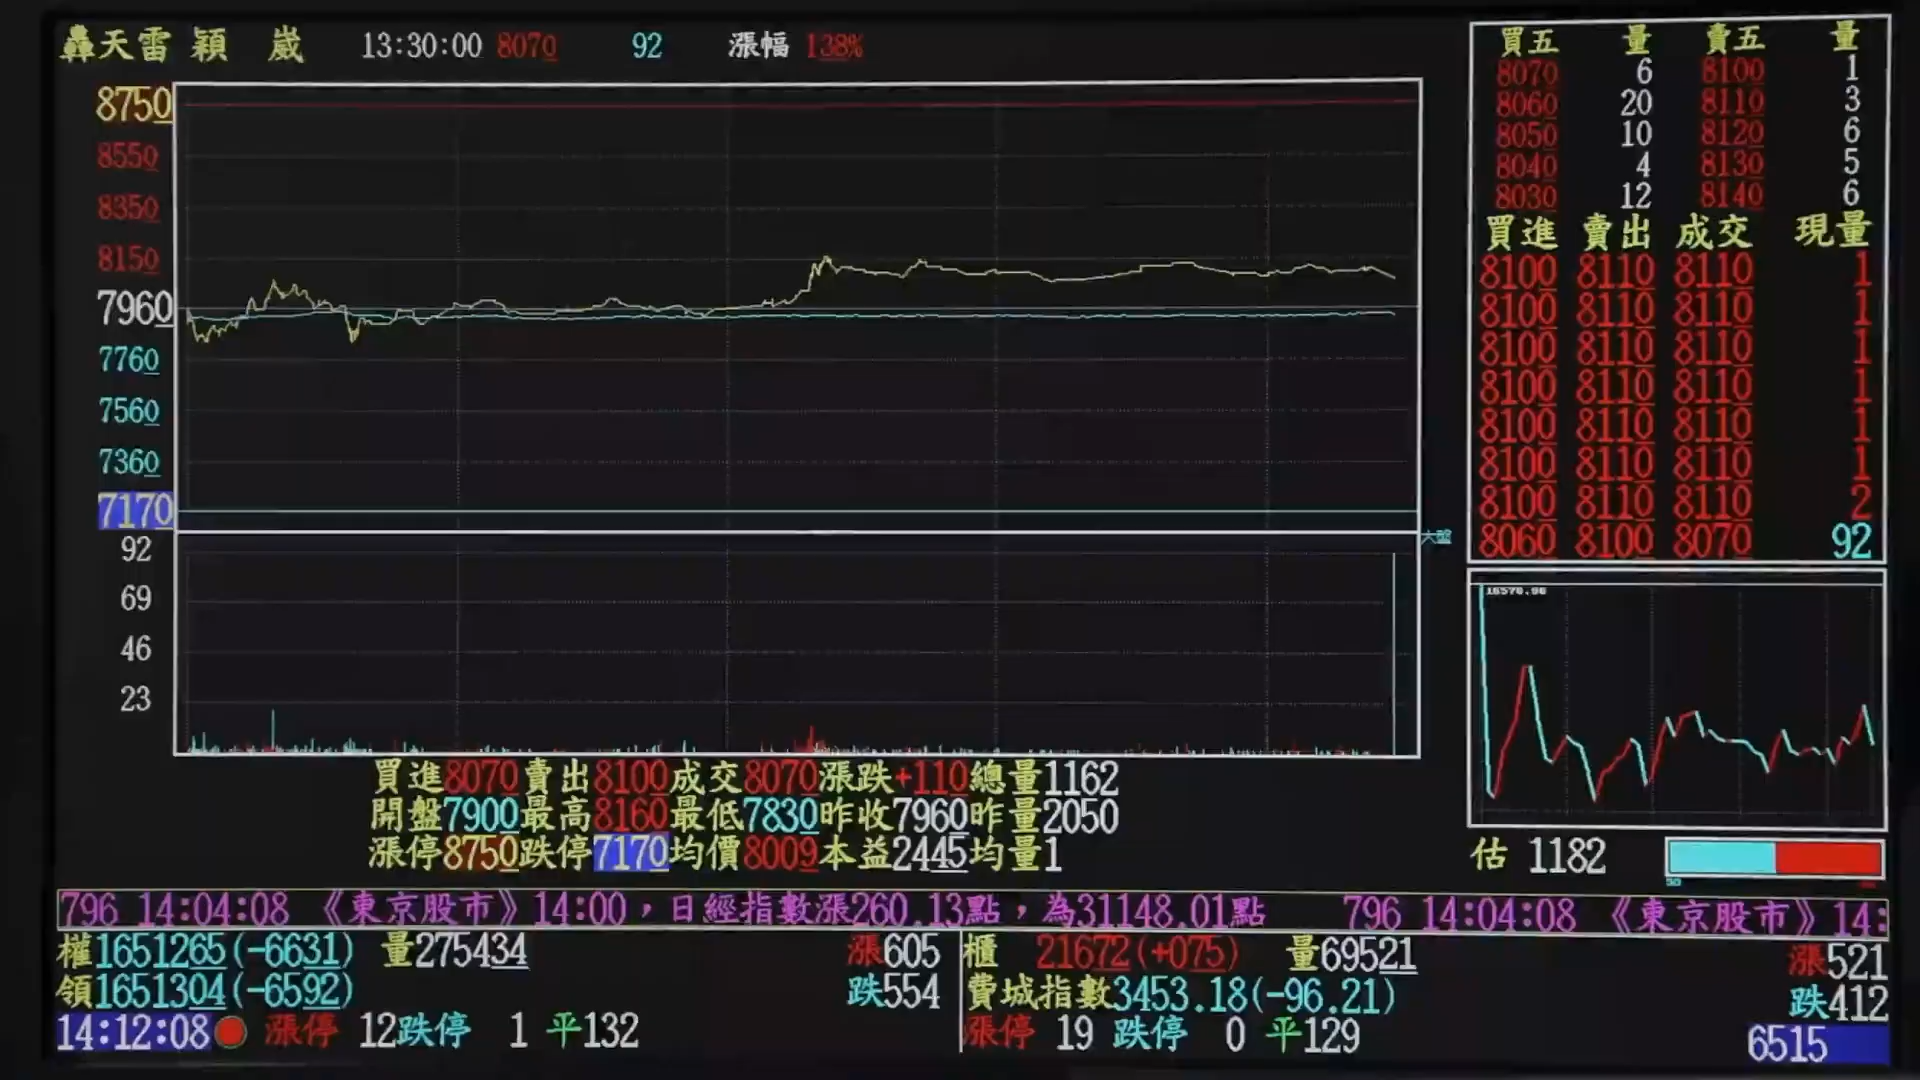 轟天雷 穎 崴 13:30:00 8070 92 漲幅 138%
8750
8550
8350
8150
7960
7760
7560
7360
7170
92
69
46
23
大盤
買五 量 賣五 量
8070 6 8100 1
8060 20 8110 3
8050 10 8120 6
8040 4 8130 5
8030 12 8140 6
買進 賣出 成交 現量
8100 8110 8110 1
8100 8110 8110 1
8100 8110 8110 1
8100 8110 8110 1
8100 8110 8110 1
8100 8110 8110 1
8100 8110 8110 2
8060 8100 8070 92
買進8070賣出8100成交8070漲跌+110總量1162
開盤7900最高8160最低7830昨收7960昨量2050
漲停8750跌停7170均價8009本益2445均量1
估 1182
796 14:04:08 《東京股市》14:00，日經指數漲260.13點，為31148.01點 796 14:04:08 《東京股市》14:
權1651265(-6631) 量275434 漲605
領1651304(-6592) 跌554
14:12:08 漲停 12跌停 1 平132
櫃 21672(+075) 量69521 漲521
費城指數3453.18(-96.21) 跌412
漲停 19 跌停 0 平129
6515